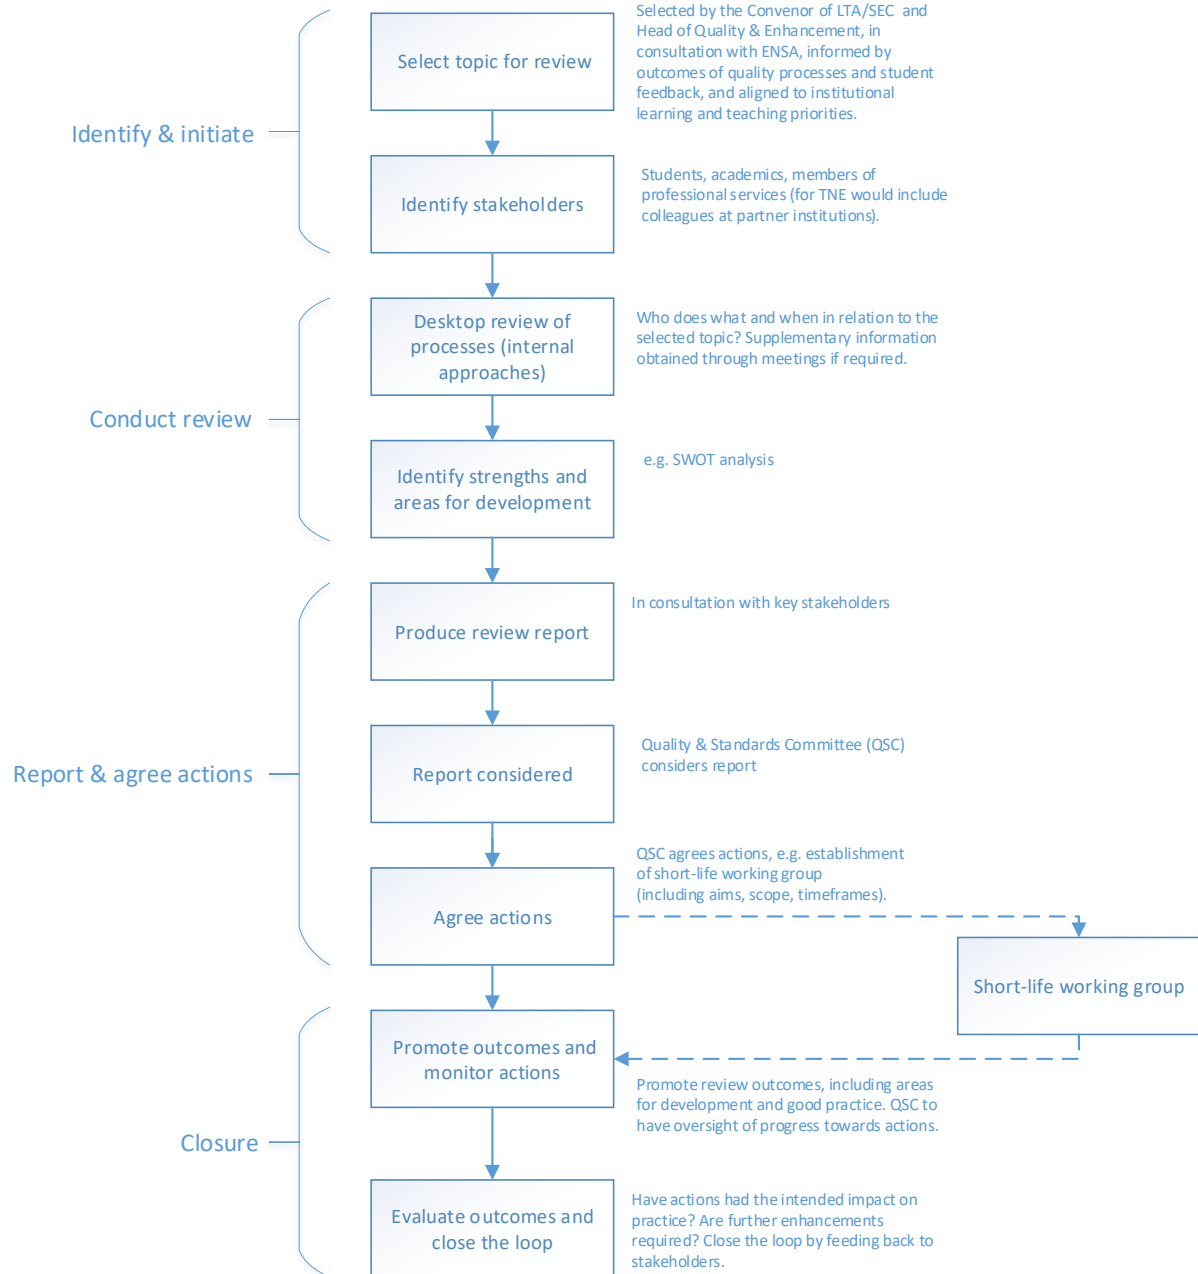 Select topic for review
Selected by the Convenor of LTA/SEC and
Head of Quality & Enhancement, in
consultation with ENSA, informed by
outcomes of quality processes and student
feedback, and aligned to institutional
learning and teaching priorities.
Identify & initiate
Identify stakeholders
Students, academics, members of
professional services (for TNE would include
colleagues at partner institutions).
Desktop review of
processes (internal
approaches)
Who does what and when in relation to the
selected topic? Supplementary information
obtained through meetings if required.
Conduct review
Identify strengths and
areas for development
e.g. SWOT analysis
Produce review report
In consultation with key stakeholders
Report & agree actions
Report considered
Quality & Standards Committee (QSC)
considers report
Agree actions
QSC agrees actions, e.g. establishment
of short-life working group
(including aims, scope, timeframes).
Short-life working group
Promote outcomes and
monitor actions
Promote review outcomes, including areas
for development and good practice. QSC to
have oversight of progress towards actions.
Closure
Evaluate outcomes and
close the loop
Have actions had the intended impact on
practice? Are further enhancements
required? Close the loop by feeding back to
stakeholders.